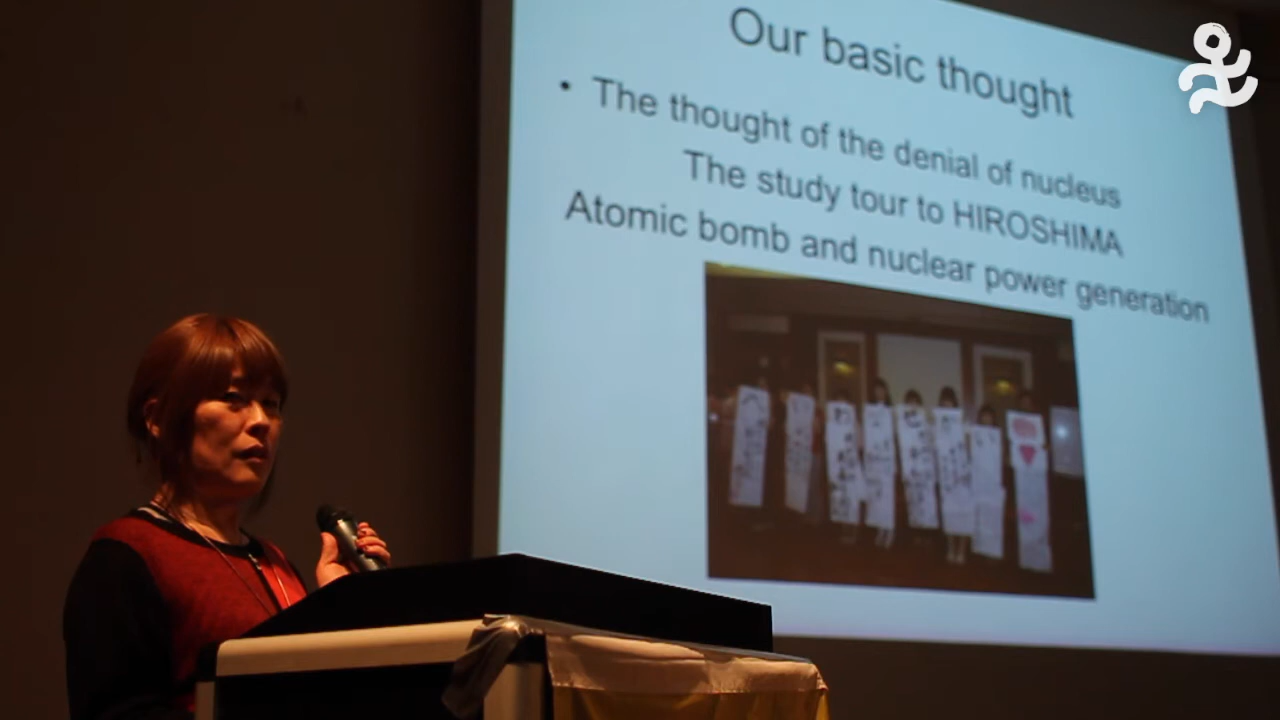 Our basic thought
• The thought of the denial of nucleus
The study tour to HIROSHIMA
Atomic bomb and nuclear power generation